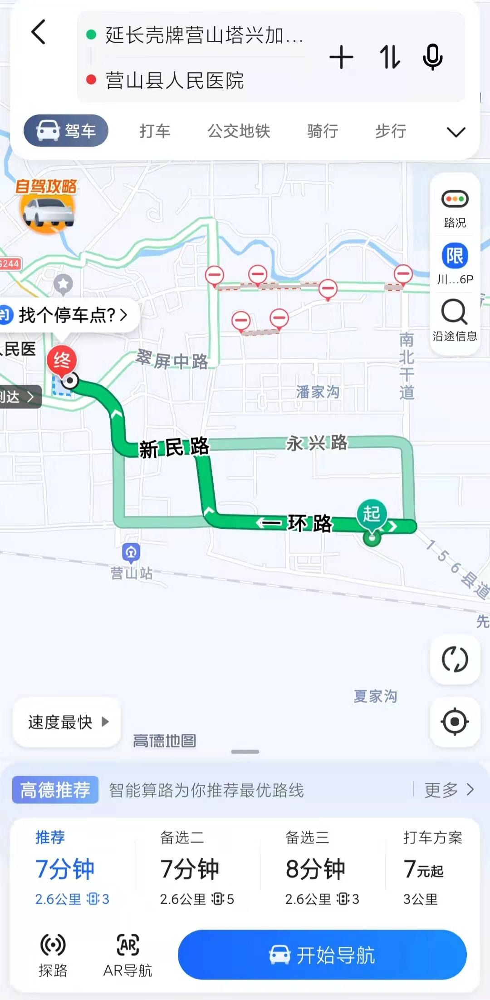 延长壳牌营山塔兴加...
营山县人民医院
驾车
打车
公交地铁
骑行
步行
自驾攻略
路况
限
川...6P
沿途信息
G244
找个停车点?
人民医
终
到达
翠屏中路
南北干道
潘家沟
新民路
永兴路
起
一环路
156县道
营山站
先
夏家沟
速度最快
高德地图
高德推荐
智能算路为你推荐最优路线
更多
推荐
7分钟
2.6公里 3
备选二
7分钟
2.6公里 5
备选三
8分钟
2.6公里 3
打车方案
7元起
3公里
探路
AR
AR导航
开始导航